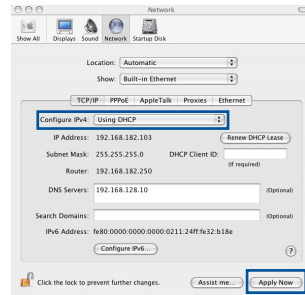 Network
Show All Displays Sound Network Startup Disk
Location: Automatic
Show: Built-in Ethernet
TCP/IP PPPoE AppleTalk Proxies Ethernet
Configure IPv4: Using DHCP
IP Address: 192.168.182.103 Renew DHCP Lease
Subnet Mask: 255.255.255.0 DHCP Client ID:
(If required)
Router: 192.168.182.250
DNS Servers: 192.168.128.10 (Optional)
Search Domains: (Optional)
IPv6 Address: fe80:0000:0000:0000:0211:24ff:fe32:b18e
Configure IPv6... ?
Click the lock to prevent further changes. Assist me... Apply Now